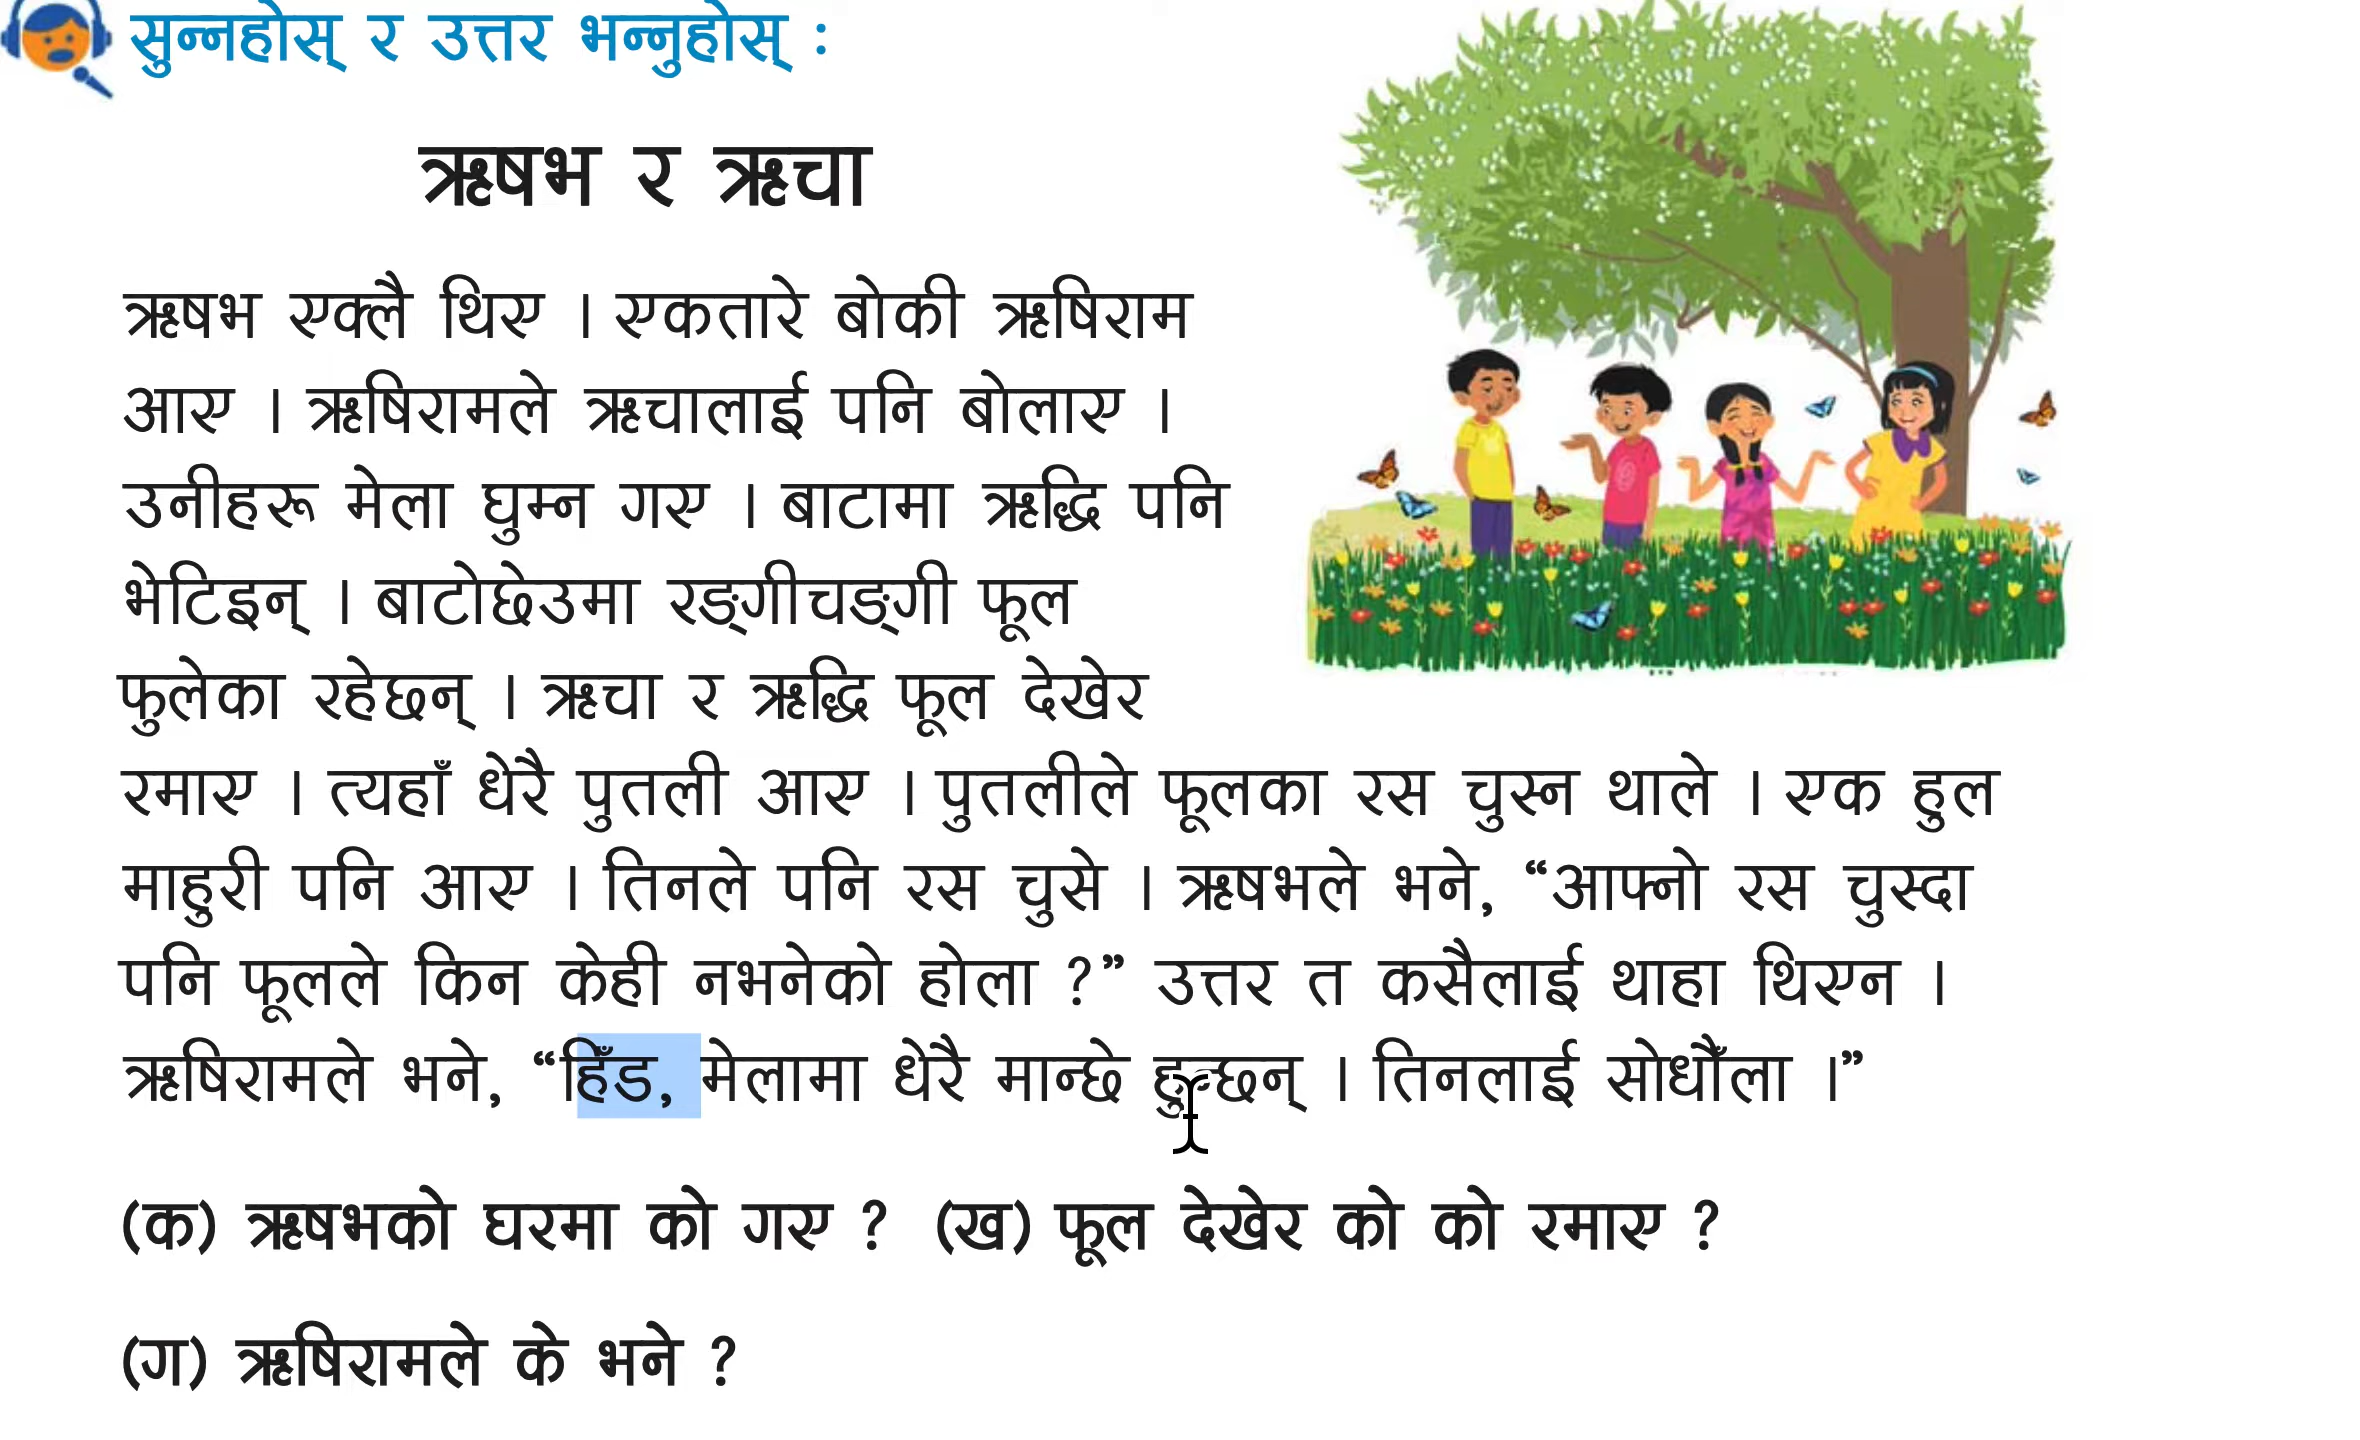 सुन्नहोस् र उत्तर भन्नुहोस् :
ऋषभ र ऋचा
ऋषभ एक्लै थिए । एकतारे बोकी ऋषिराम
आए । ऋषिरामले ऋचालाई पनि बोलाए ।
उनीहरू मेला घुम्न गए । बाटामा ऋद्धि पनि
भेटिइन् । बाटोछेउमा रङ्गीचङ्गी फूल
फुलेका रहेछन् । ऋचा र ऋद्धि फूल देखेर
रमाए । त्यहाँ धेरै पुतली आए । पुतलीले फूलका रस चुस्न थाले । एक हुल
माहुरी पनि आए । तिनले पनि रस चुसे । ऋषभले भने, “आफ्नो रस चुस्दा
पनि फूलले किन केही नभनेको होला ?” उत्तर त कसैलाई थाहा थिएन ।
ऋषिरामले भने, “हिँड, मेलामा धेरै मान्छे हुन्छन् । तिनलाई सोधौँला ।”
(क) ऋषभको घरमा को गए ? (ख) फूल देखेर को को रमाए ?
(ग) ऋषिरामले के भने ?